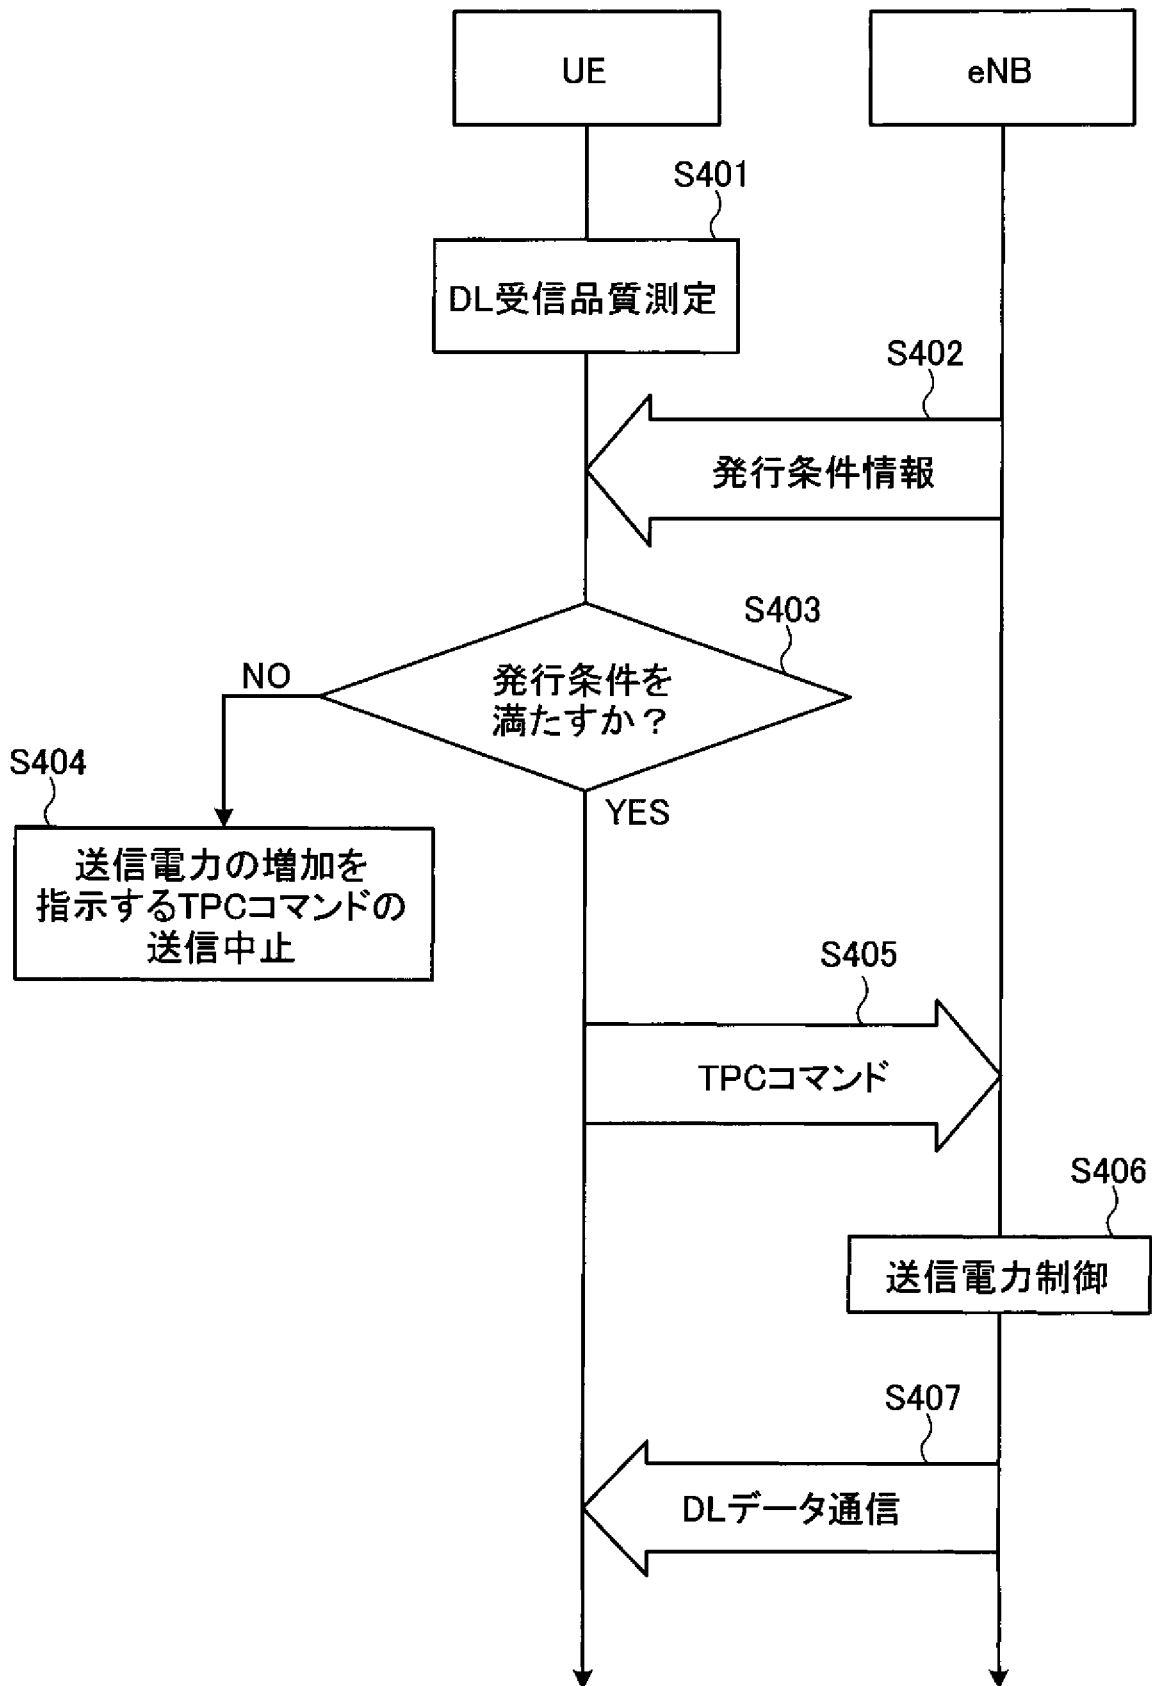 UE
eNB
S401
DL受信品質測定
S402
発行条件情報
S403
NO
発行条件を
満たすか？
S404
YES
送信電力の増加を
指示するTPCコマンドの
送信中止
S405
TPCコマンド
S406
送信電力制御
S407
DLデータ通信